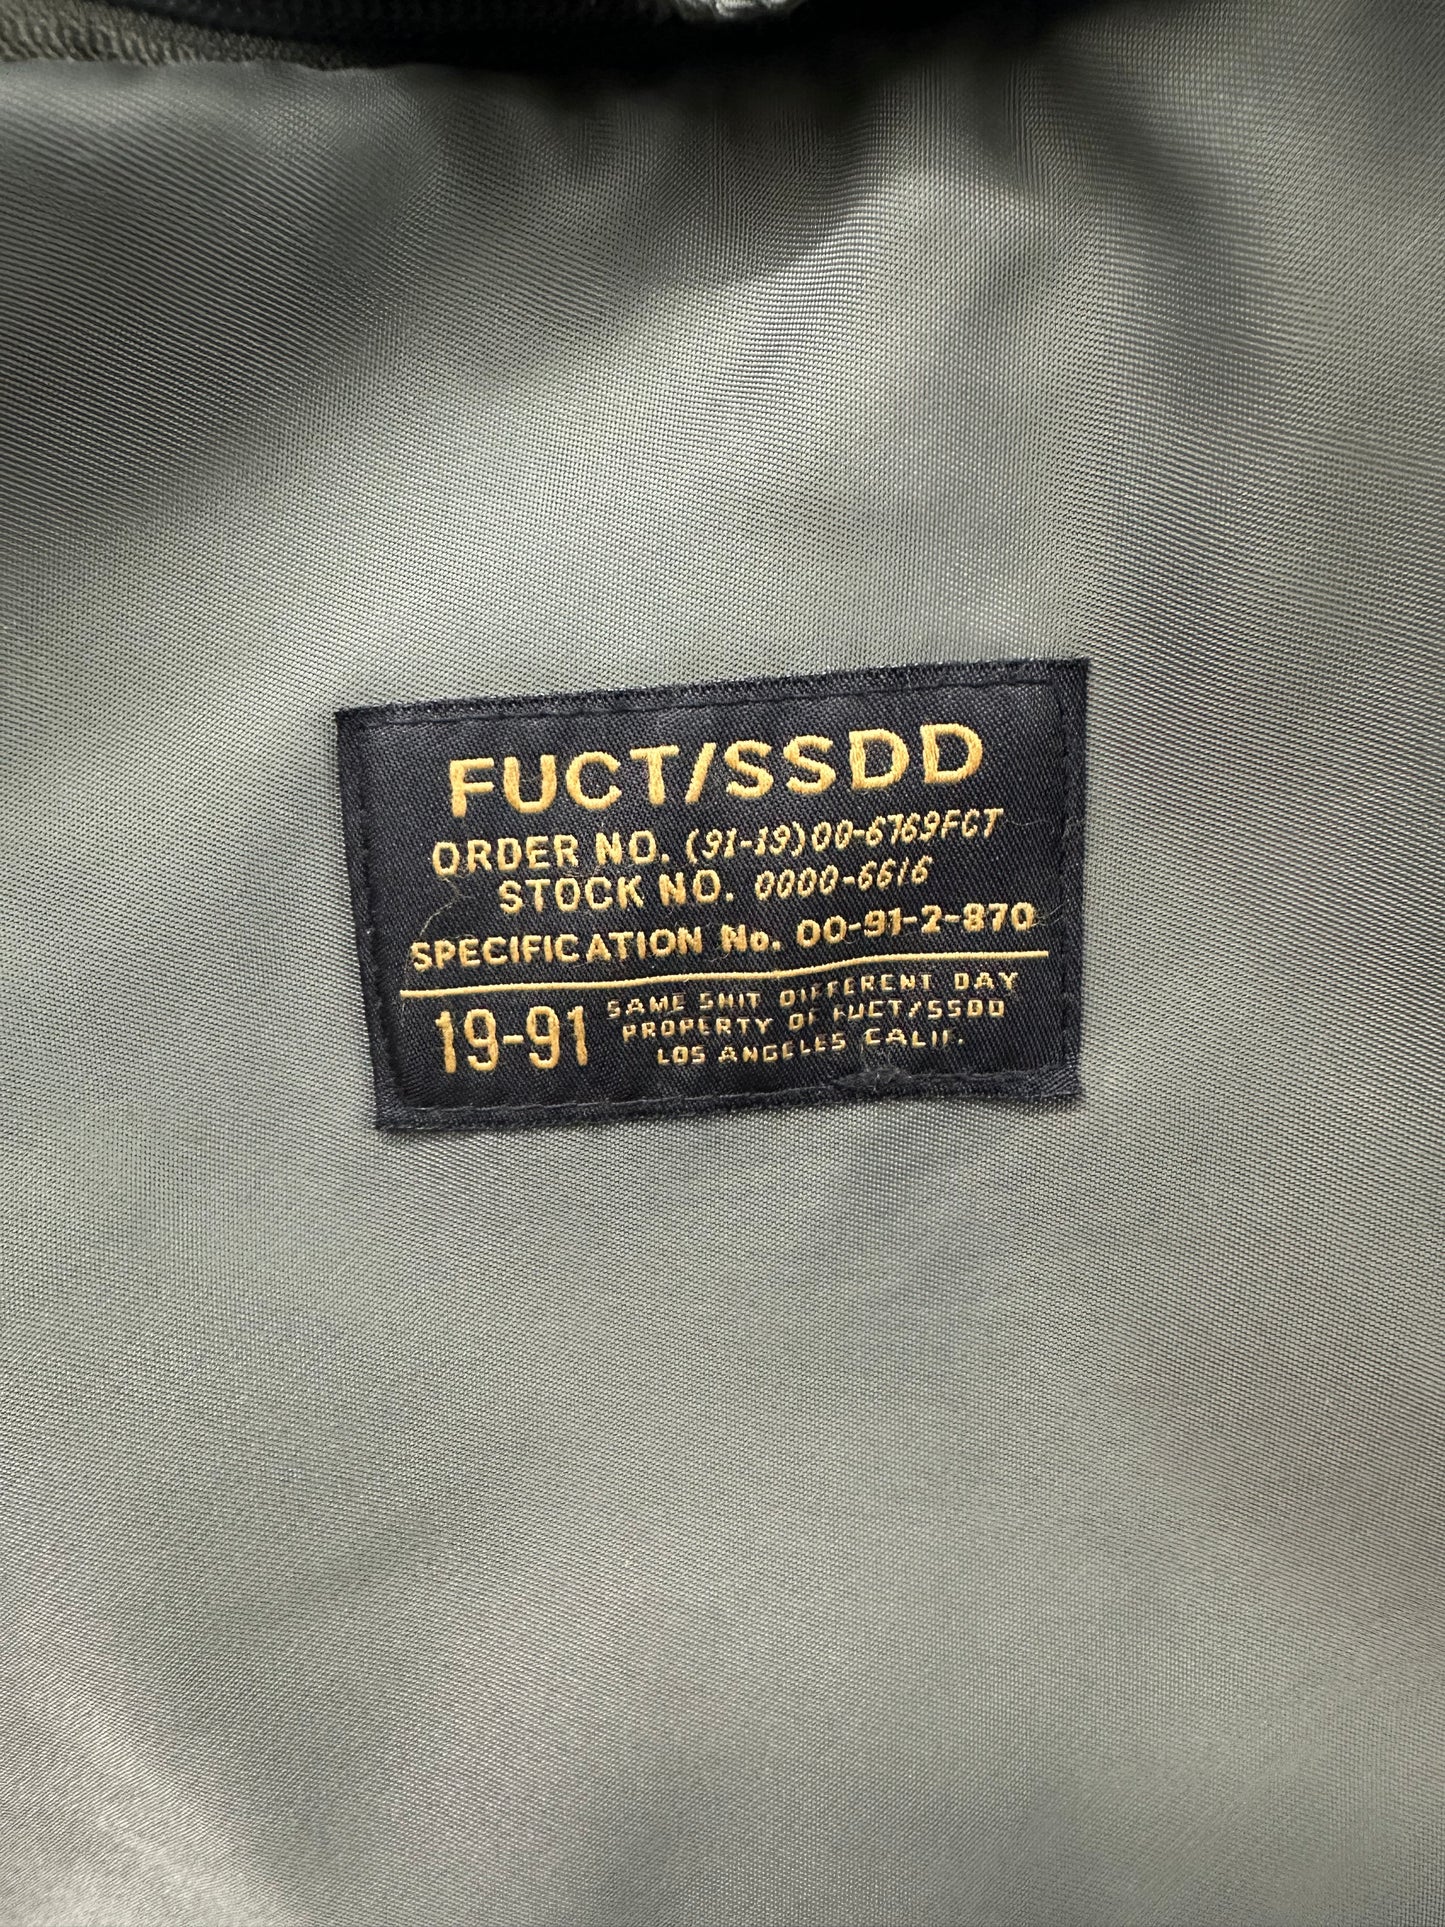 FUCT/SSDD
ORDER NO. (91-19)00-6769FCT
STOCK NO. 0000-6616
SPECIFICATION No. 00-91-2-870
19-91
SAME SHIT DIFFERENT DAY
PROPERTY OF FUCT/SSDD
LOS ANGELES CALIF.